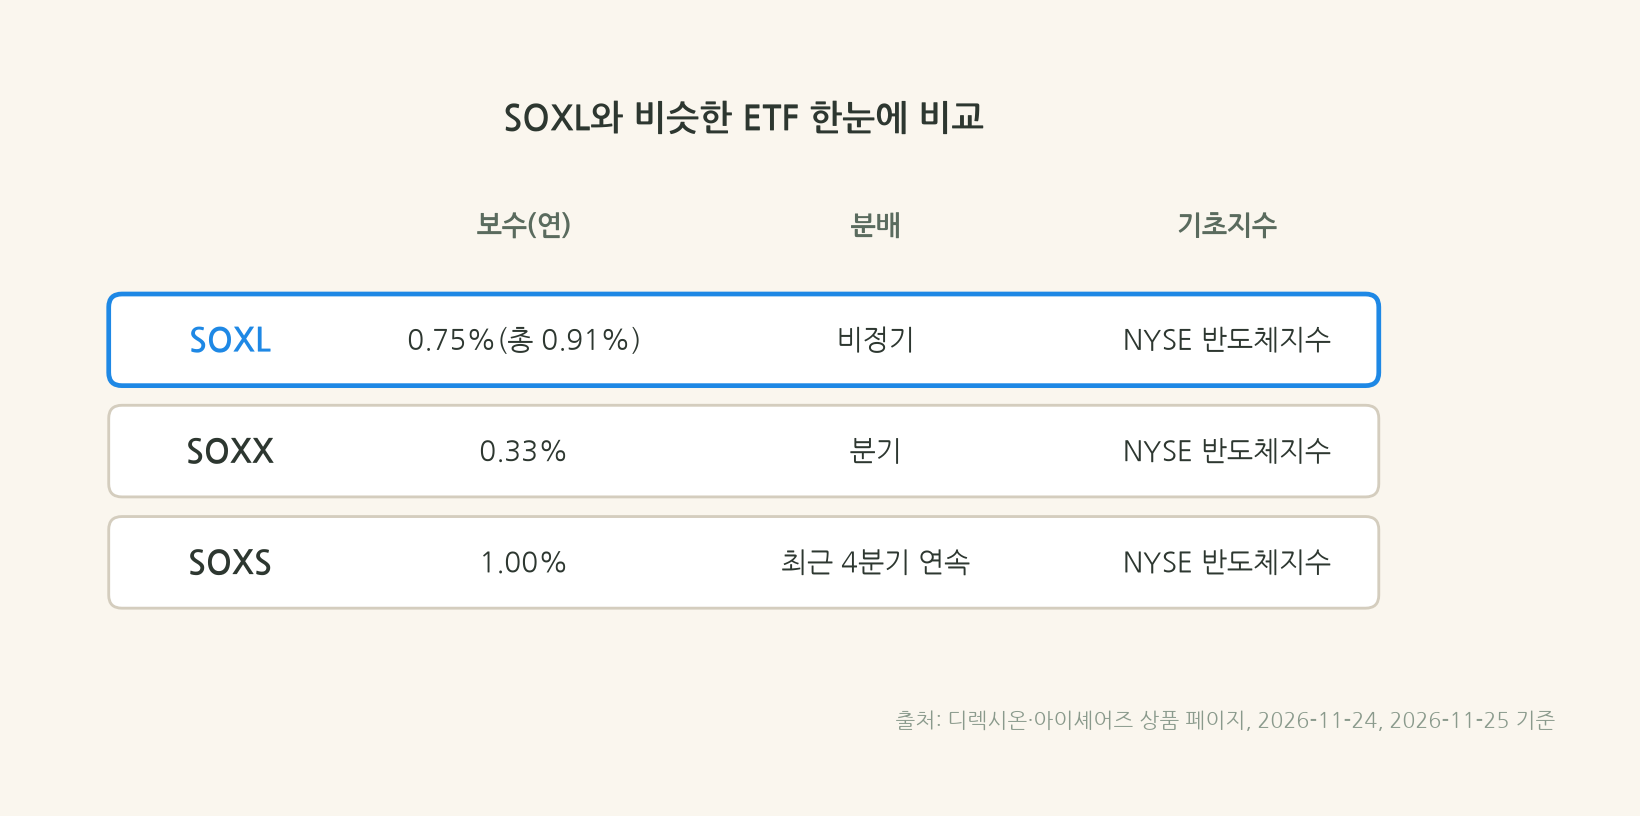 SOXL와 비슷한 ETF 한눈에 비교
보수(연) 분배 기초지수
SOXL 0.75%(총 0.91%) 비정기 NYSE 반도체지수
SOXX 0.33% 분기 NYSE 반도체지수
SOXS 1.00% 최근 4분기 연속 NYSE 반도체지수
출처: 디렉시온·아이셰어즈 상품 페이지, 2026-11-24, 2026-11-25 기준